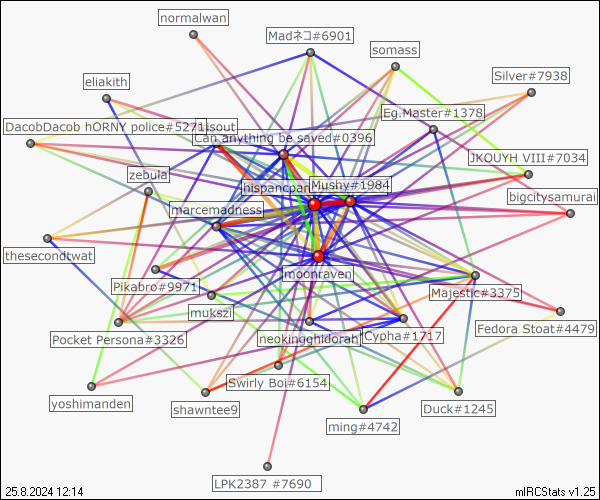 normalwan
Madネコ#6901
somass
Silver#7938
eliakith
Eg.Master#1378
DacobDacob hORNY police#5271
isout
Can anything be saved#0396
JKOUYH VIII#7034
zebula
hispancpan
Mushy#1984
bigcitysamurai
marcemadness
thesecondtwat
moonraven
Pikabro#9971
Majestic#3375
mukszi
Fedora Stoat#4479
Pocket Persona#3326
neokingghidorah
Cypha#1717
Swirly Boi#6154
yoshimanden
shawntee9
Duck#1245
ming#4742
LPK2387 #7690
25.8.2024 12:14
mIRCStats v1.25